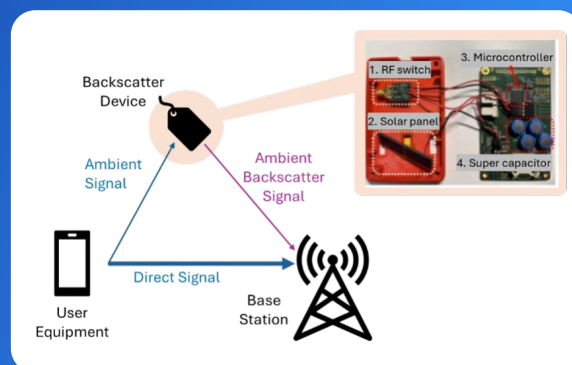 Backscatter
Device
1. RF switch
3. Microcontroller
2. Solar panel
4. Super capacitor
Ambient
Signal
Ambient
Backscatter
Signal
Direct Signal
User
Equipment
Base
Station